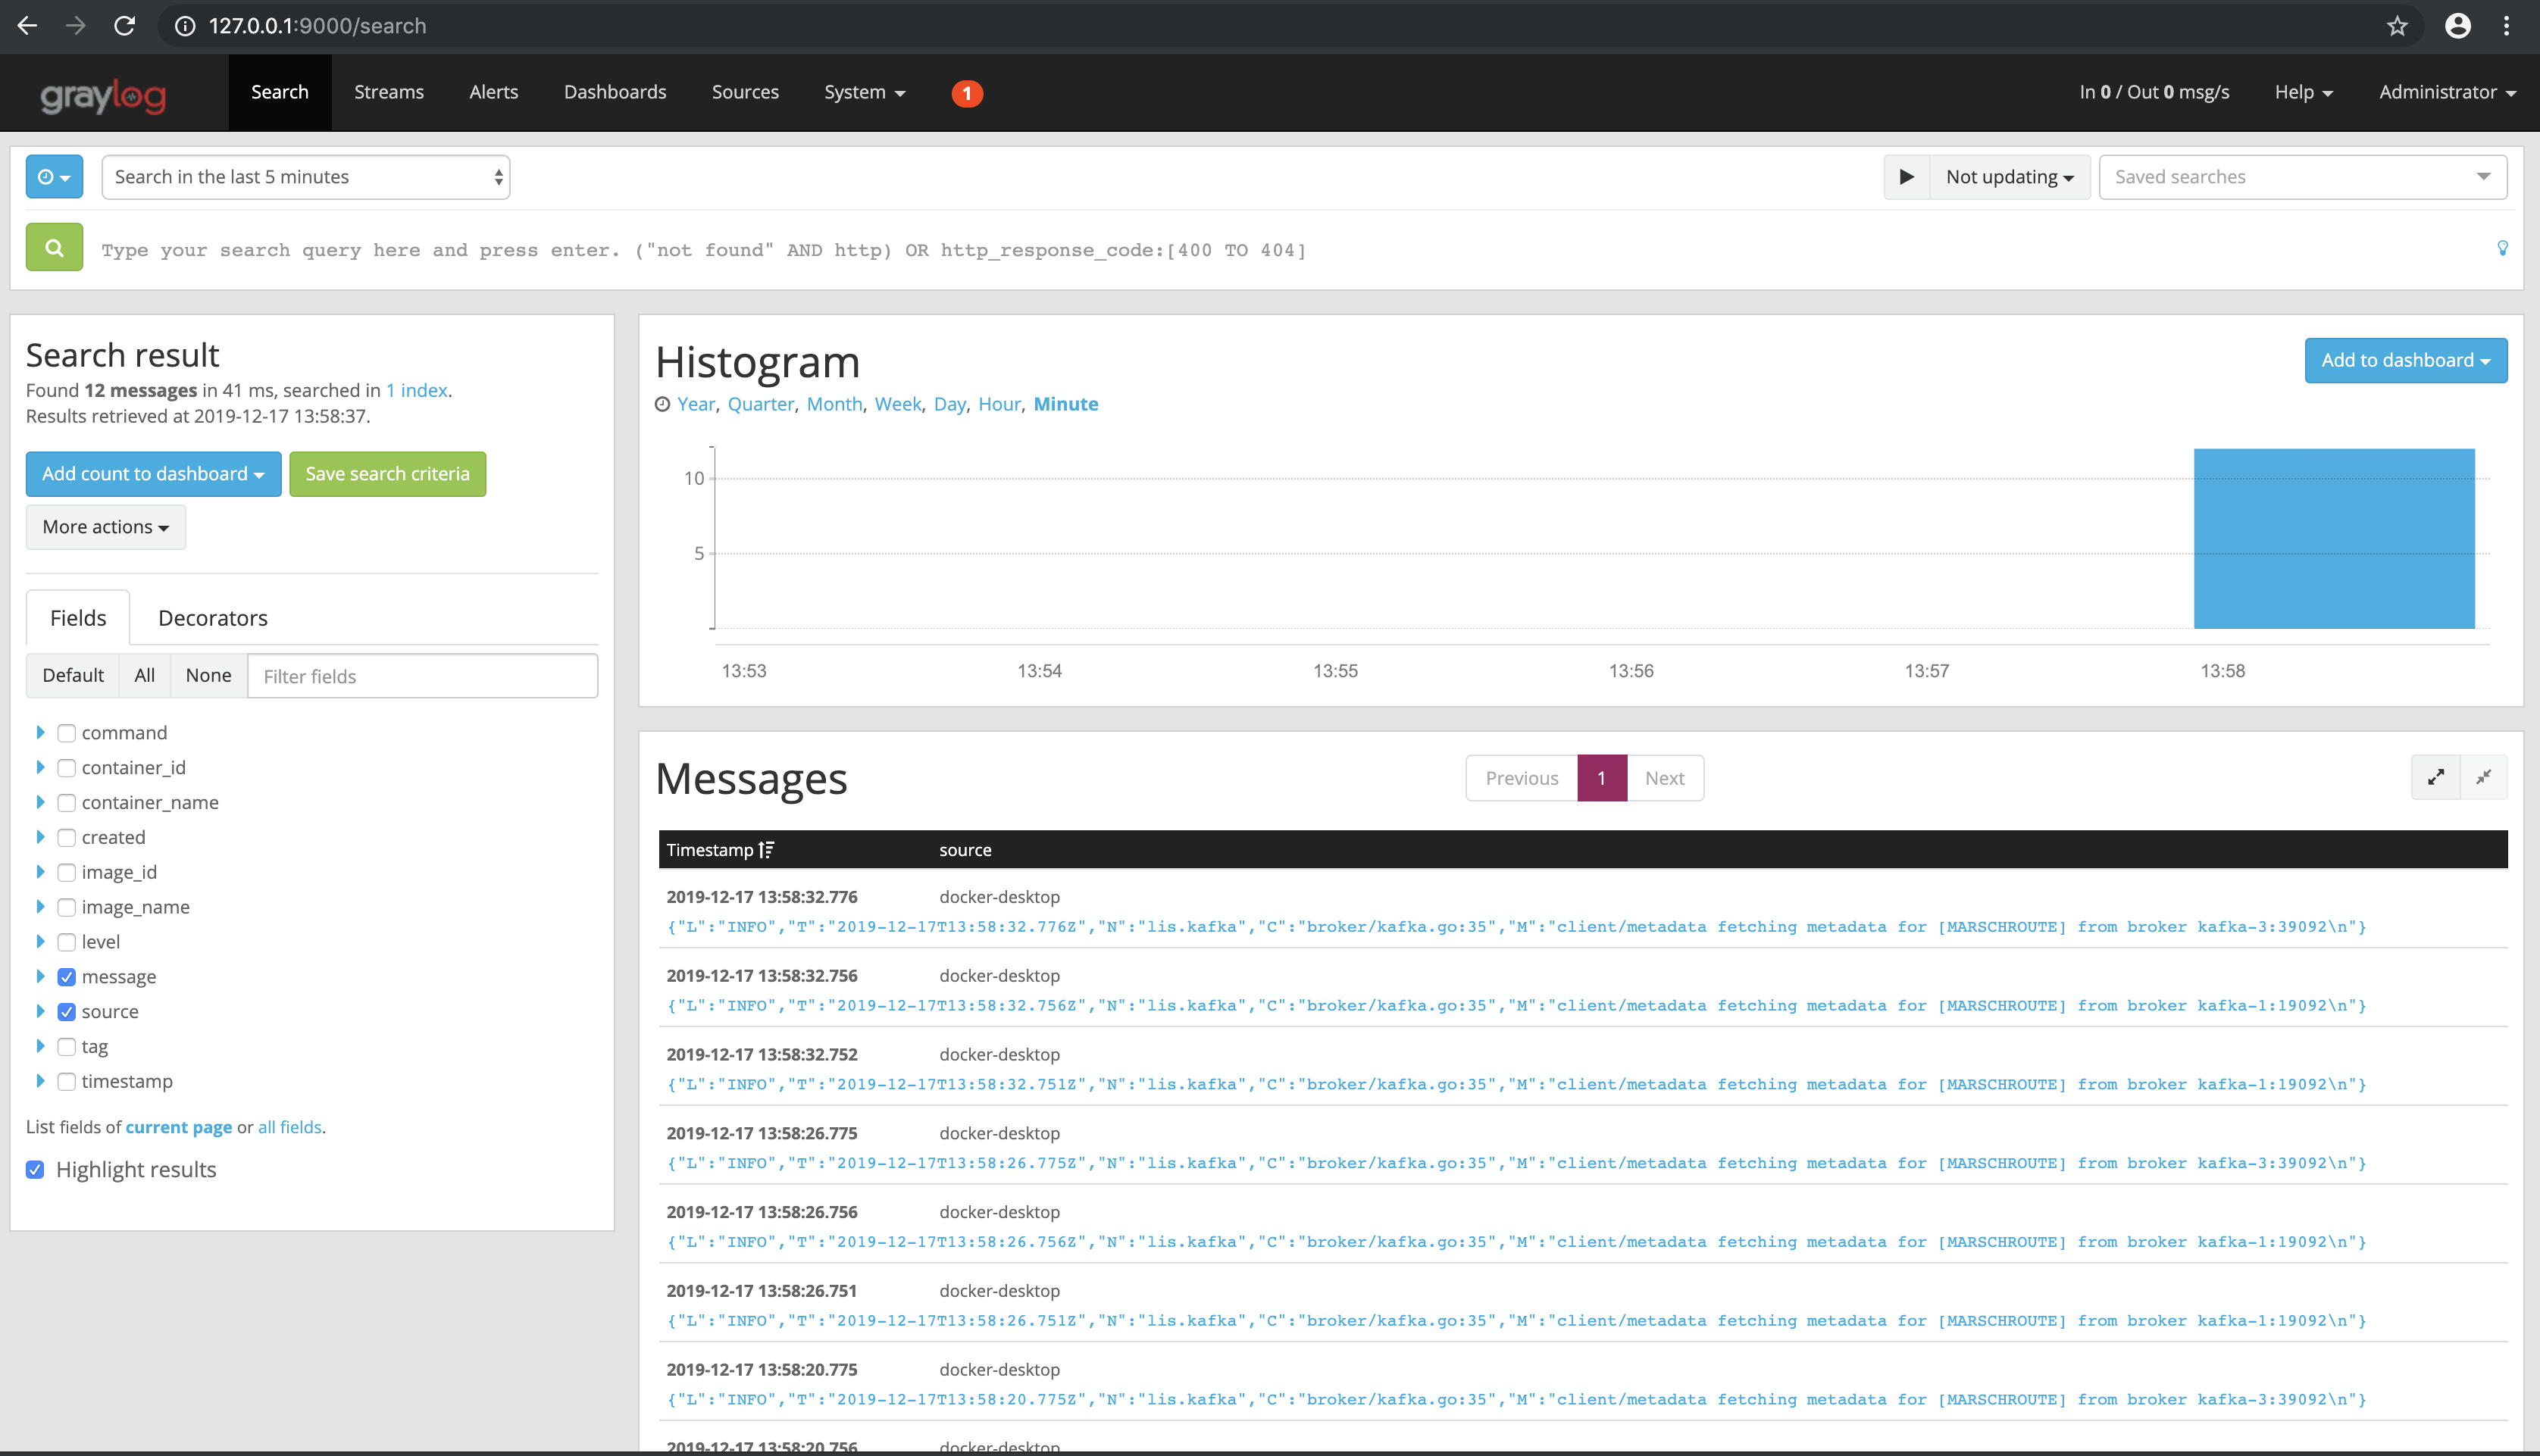 127.0.0.1:9000/search
graylog Search Streams Alerts Dashboards Sources System 1 In 0 / Out 0 msg/s Help Administrator
Search in the last 5 minutes Not updating Saved searches
Type your search query here and press enter. ("not found" AND http) OR http_response_code:[400 TO 404]
Search result
Found 12 messages in 41 ms, searched in 1 index.
Results retrieved at 2019-12-17 13:58:37.
Add count to dashboard Save search criteria
More actions
Fields Decorators
Default All None Filter fields
command
container_id
container_name
created
image_id
image_name
level
message
source
tag
timestamp
List fields of current page or all fields.
Highlight results
Histogram Add to dashboard
Year, Quarter, Month, Week, Day, Hour, Minute
10
5
13:53 13:54 13:55 13:56 13:57 13:58
Messages Previous 1 Next
Timestamp source
2019-12-17 13:58:32.776 docker-desktop
{"L":"INFO","T":"2019-12-17T13:58:32.776Z","N":"lis.kafka","C":"broker/kafka.go:35","M":"client/metadata fetching metadata for [MARSCHROUTE] from broker kafka-3:39092\n"}
2019-12-17 13:58:32.756 docker-desktop
{"L":"INFO","T":"2019-12-17T13:58:32.756Z","N":"lis.kafka","C":"broker/kafka.go:35","M":"client/metadata fetching metadata for [MARSCHROUTE] from broker kafka-1:19092\n"}
2019-12-17 13:58:32.752 docker-desktop
{"L":"INFO","T":"2019-12-17T13:58:32.751Z","N":"lis.kafka","C":"broker/kafka.go:35","M":"client/metadata fetching metadata for [MARSCHROUTE] from broker kafka-1:19092\n"}
2019-12-17 13:58:26.775 docker-desktop
{"L":"INFO","T":"2019-12-17T13:58:26.775Z","N":"lis.kafka","C":"broker/kafka.go:35","M":"client/metadata fetching metadata for [MARSCHROUTE] from broker kafka-3:39092\n"}
2019-12-17 13:58:26.756 docker-desktop
{"L":"INFO","T":"2019-12-17T13:58:26.756Z","N":"lis.kafka","C":"broker/kafka.go:35","M":"client/metadata fetching metadata for [MARSCHROUTE] from broker kafka-1:19092\n"}
2019-12-17 13:58:26.751 docker-desktop
{"L":"INFO","T":"2019-12-17T13:58:26.751Z","N":"lis.kafka","C":"broker/kafka.go:35","M":"client/metadata fetching metadata for [MARSCHROUTE] from broker kafka-1:19092\n"}
2019-12-17 13:58:20.775 docker-desktop
{"L":"INFO","T":"2019-12-17T13:58:20.775Z","N":"lis.kafka","C":"broker/kafka.go:35","M":"client/metadata fetching metadata for [MARSCHROUTE] from broker kafka-3:39092\n"}
2019-12-17 13:58:20.756 docker-desktop